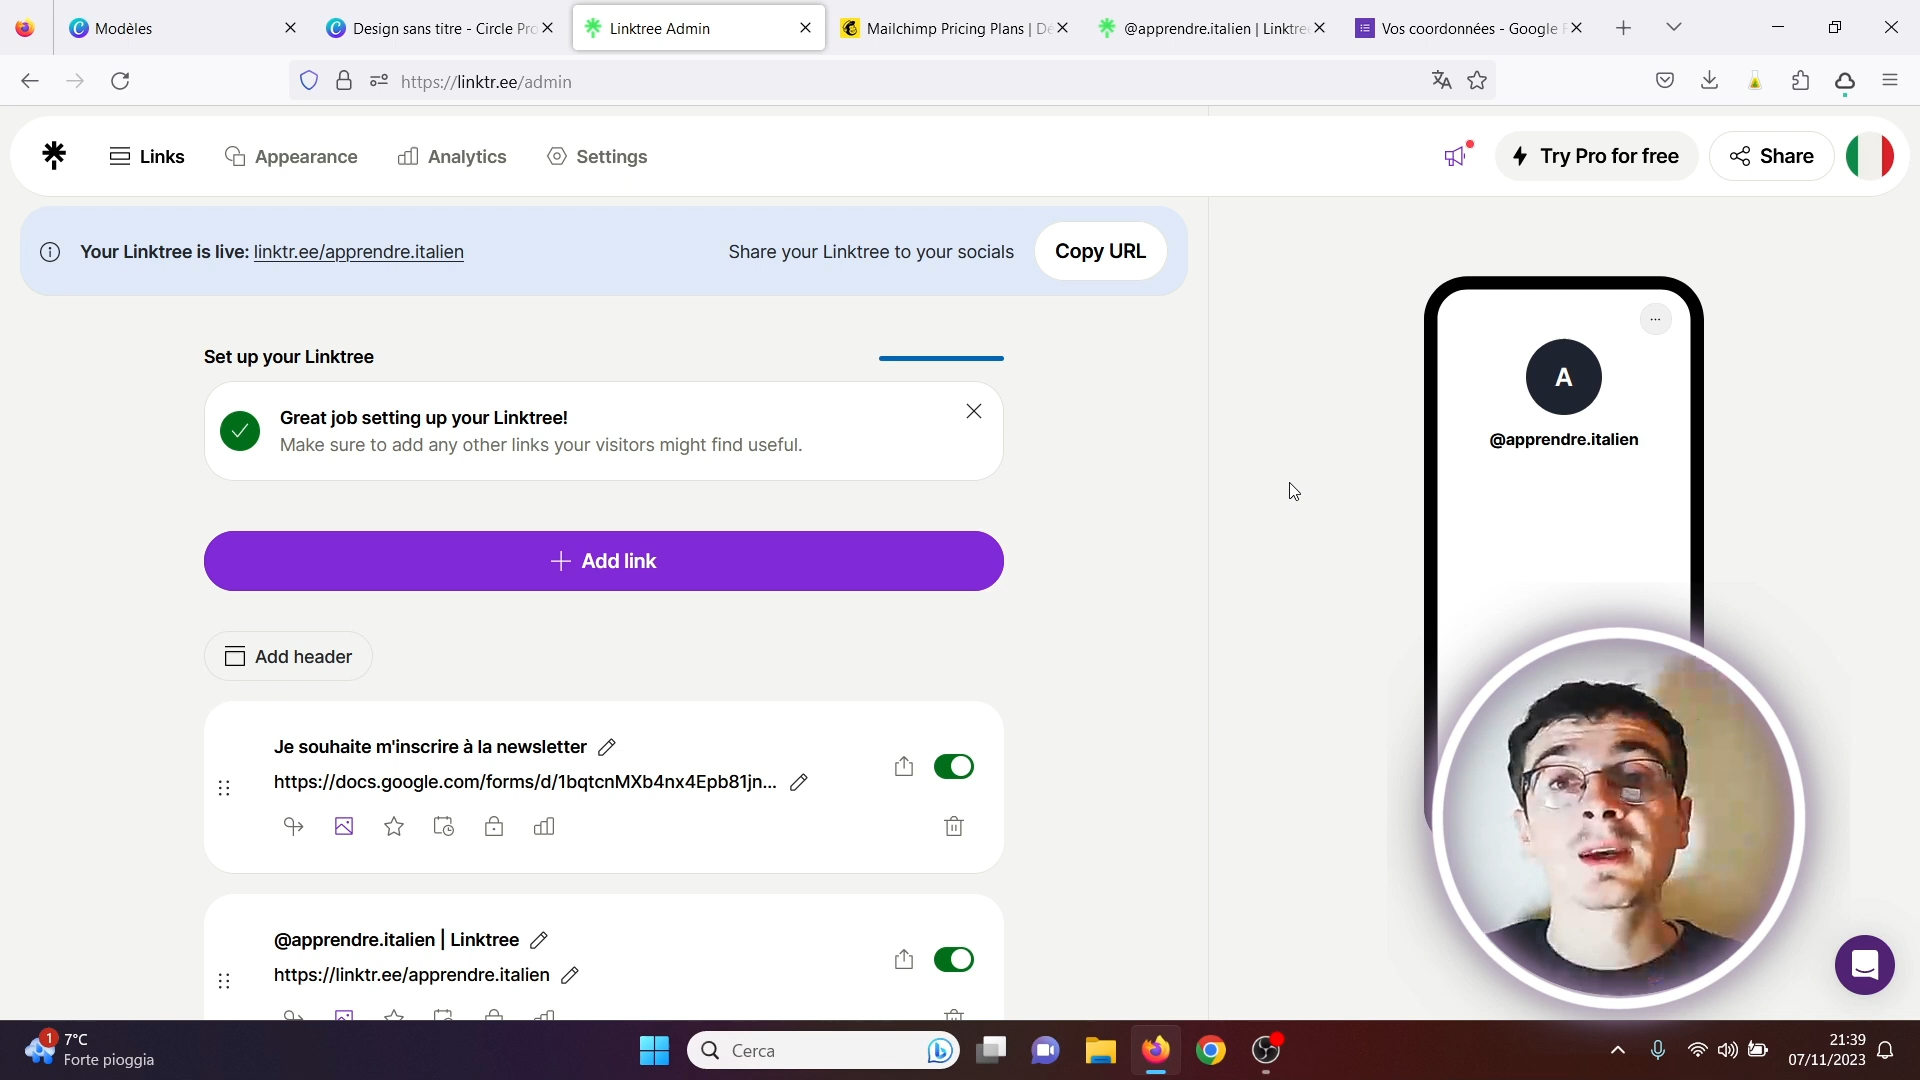 Modèles
Design sans titre - Circle Pro
Linktree Admin
Mailchimp Pricing Plans | Dé
@apprendre.italien | Linktree
Vos coordonnées - Google F
https://linktr.ee/admin
Links
Appearance
Analytics
Settings
Try Pro for free
Share
Your Linktree is live: linktr.ee/apprendre.italien
Share your Linktree to your socials
Copy URL
Set up your Linktree
Great job setting up your Linktree!
Make sure to add any other links your visitors might find useful.
A
@apprendre.italien
+ Add link
Add header
Je souhaite m'inscrire à la newsletter
https://docs.google.com/forms/d/1bqtcnMXb4nx4Epb81jn...
@apprendre.italien | Linktree
https://linktr.ee/apprendre.italien
1
7°C
Forte pioggia
Cerca
21:39
07/11/2023